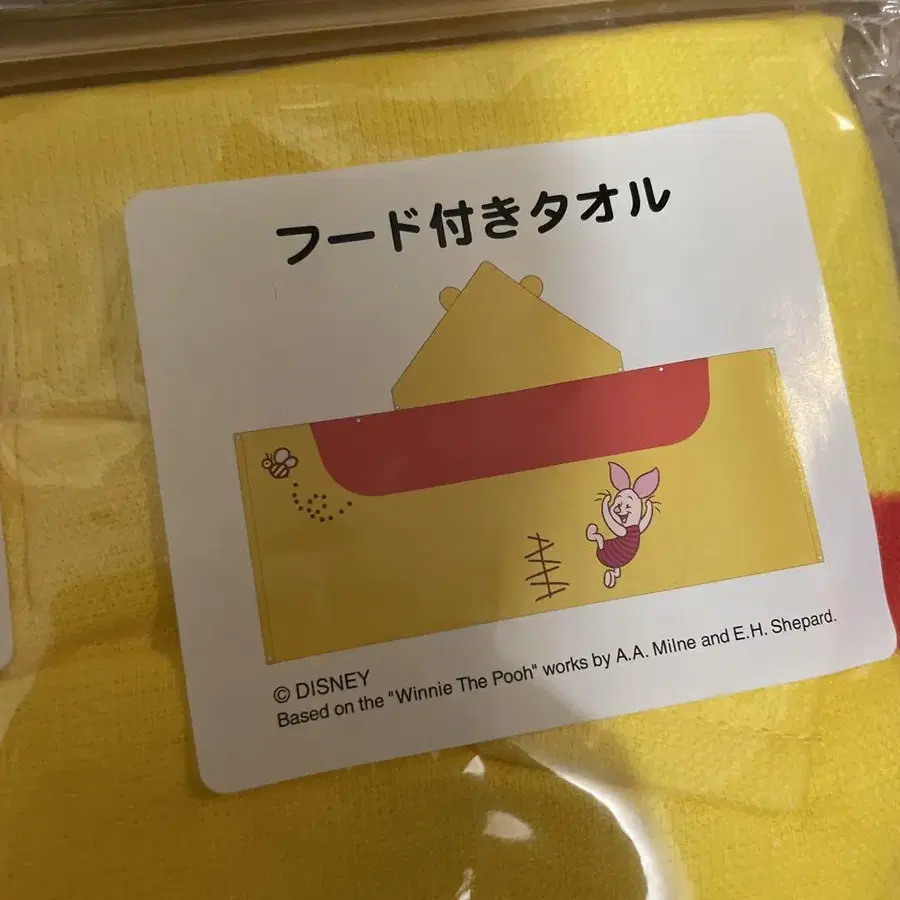 フード付きタオル
© DISNEY
Based on the "Winnie The Pooh" works by A.A. Milne and E.H. Shepard.